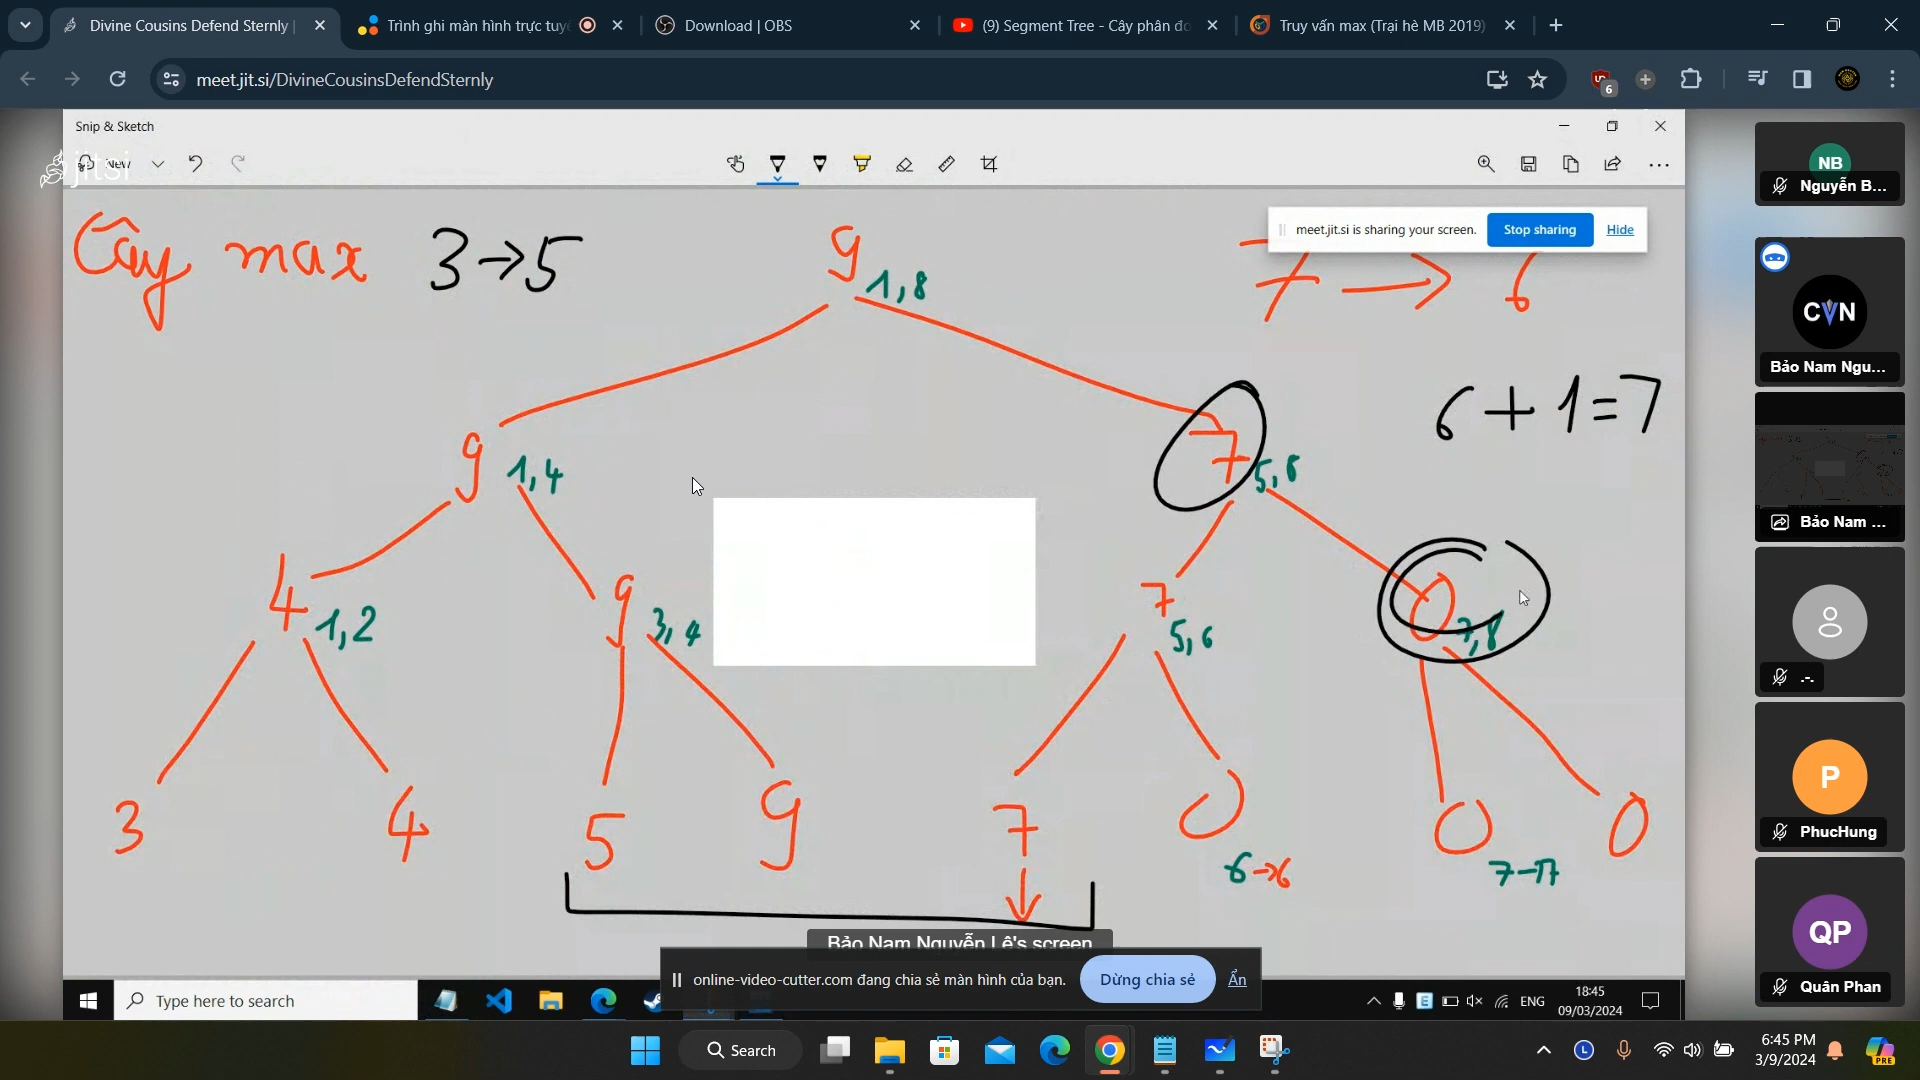 Divine Cousins Defend Sternly |
Trình ghi màn hình trực tuyế
Download | OBS
(9) Segment Tree - Cây phân đo
Truy vấn max (Trại hè MB 2019)
meet.jit.si/DivineCousinsDefendSternly
6
Snip & Sketch
jitsi
New
meet.jit.si is sharing your screen.
Stop sharing
Hide
Cây max 3→5
9
1,8
7 → 6
6+1=7
9
1,4
7
5,8
4
1,2
9
3,4
7
5,6
0
7,8
3
4
5
9
7
0
0
0
6→6
Bảo Nam Nguyễn Lê's screen
online-video-cutter.com đang chia sẻ màn hình của bạn.
Dừng chia sẻ
Ẩn
Type here to search
ENG
18:45
09/03/2024
NB
Nguyễn B...
CVN
Bảo Nam Ngu...
Bảo Nam ...
.-.
P
PhucHung
QP
Quân Phan
Search
6:45 PM
3/9/2024
PRE